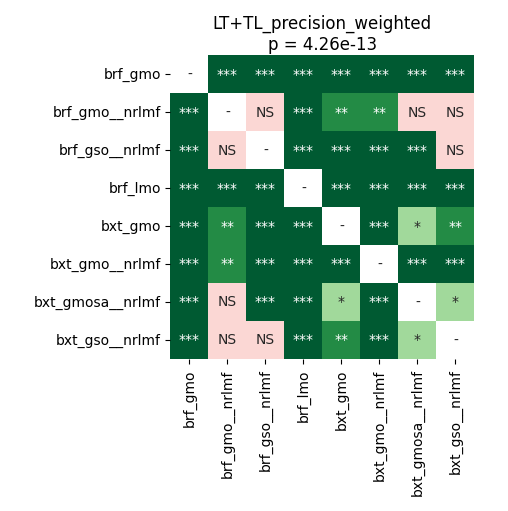 LT+TL_precision_weighted
p = 4.26e-13
brf_gmo - *** *** *** *** *** *** ***
brf_gmo__nrlmf *** - NS *** ** ** NS NS
brf_gso__nrlmf *** NS - *** *** *** *** NS
brf_lmo *** *** *** - *** *** *** ***
bxt_gmo *** ** *** *** - *** * **
bxt_gmo__nrlmf *** ** *** *** *** - *** ***
bxt_gmosa__nrlmf *** NS *** *** * *** - *
bxt_gso__nrlmf *** NS NS *** ** *** * -
brf_gmo
brf_gmo__nrlmf
brf_gso__nrlmf
brf_lmo
bxt_gmo
bxt_gmo__nrlmf
bxt_gmosa__nrlmf
bxt_gso__nrlmf